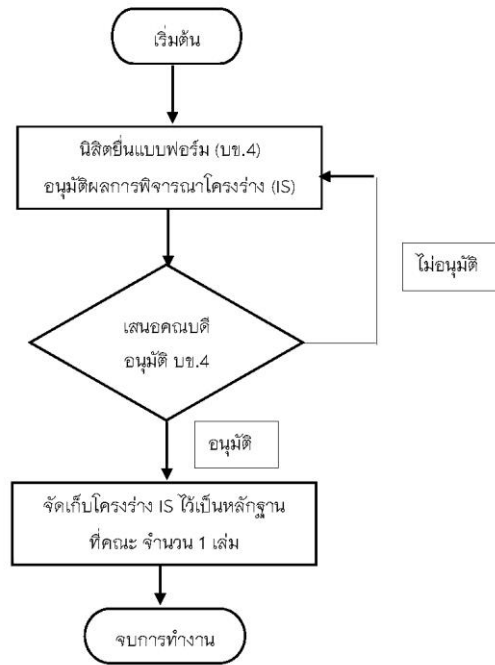 เริ่มต้น
นิสิตยื่นแบบฟอร์ม (บข.4)
อนุมัติผลการพิจารณาโครงร่าง (IS)
ไม่อนุมัติ
เสนอคณบดี
อนุมัติ บข.4
อนุมัติ
จัดเก็บโครงร่าง IS ไว้เป็นหลักฐาน
ที่คณะ จำนวน 1 เล่ม
จบการทำงาน